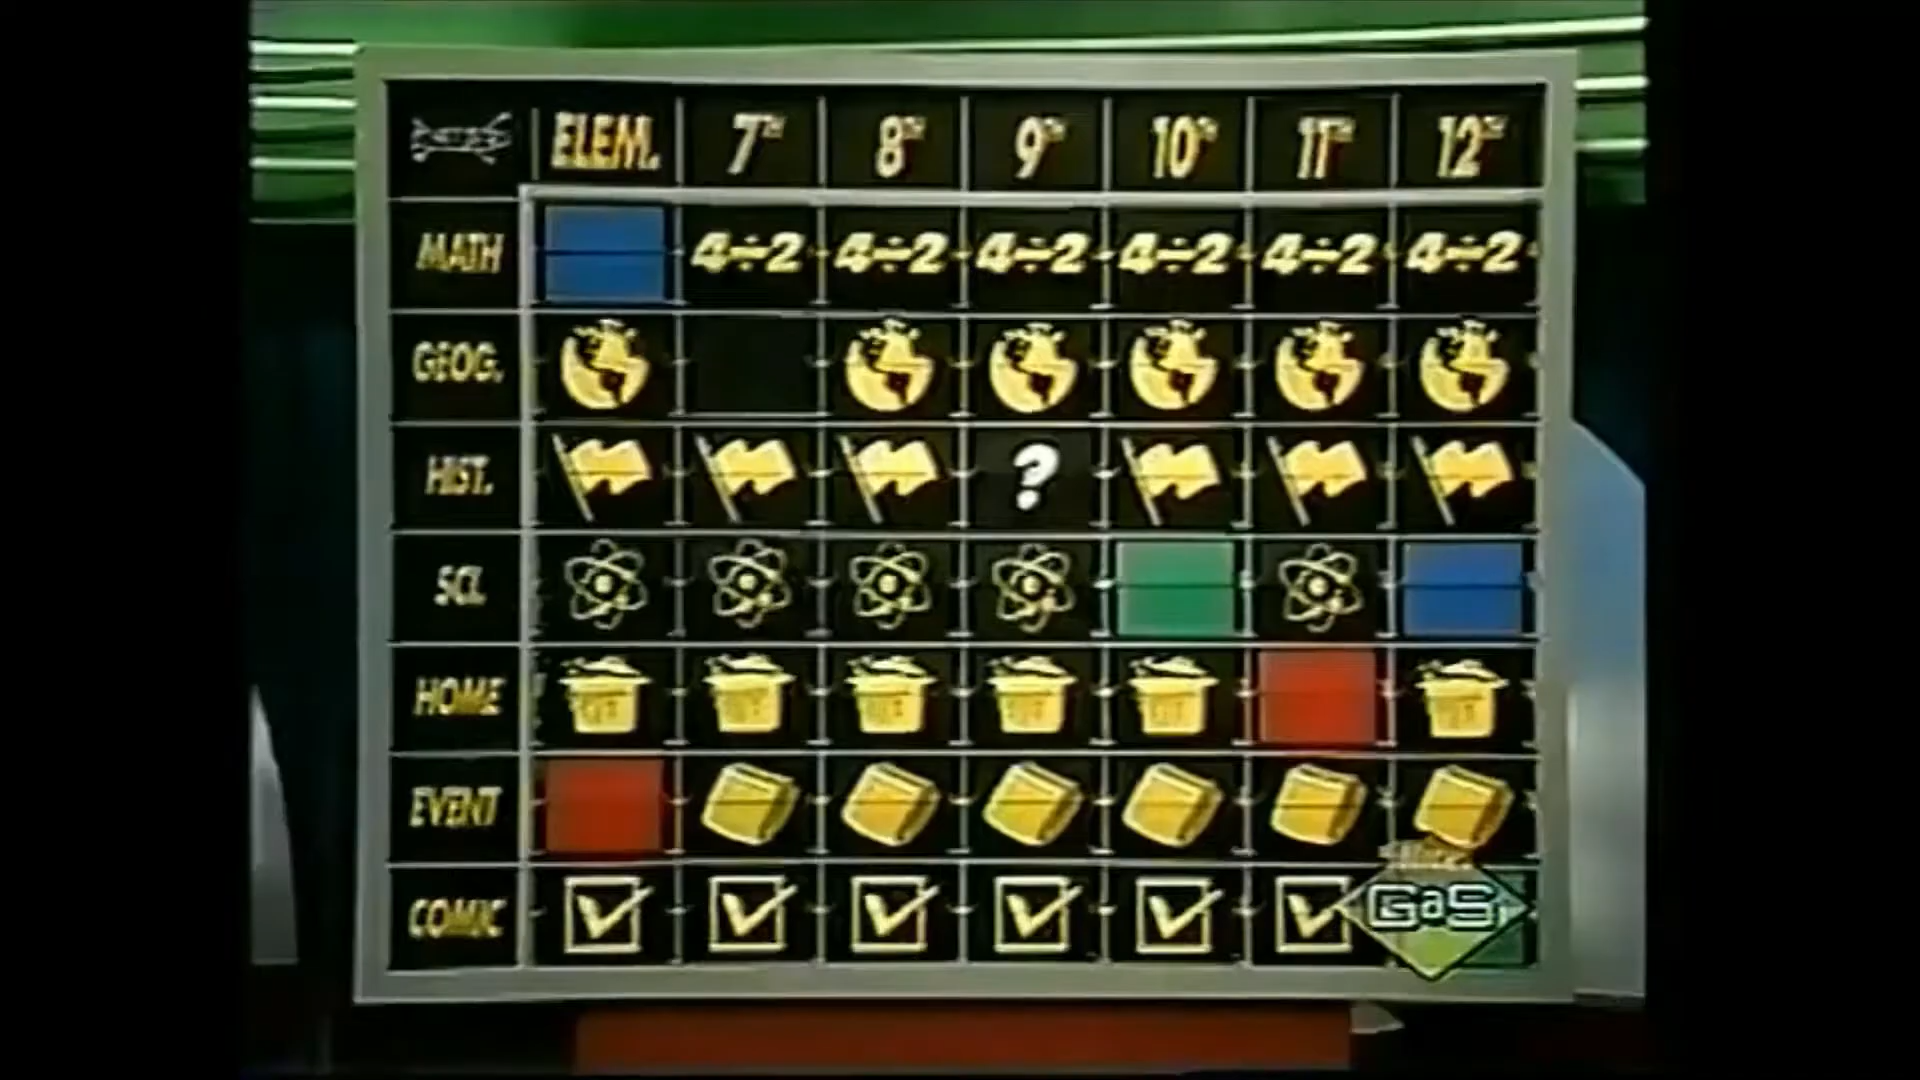 ELEM. 7TH 8TH 9TH 10TH 11TH 12TH
MATH 4÷2 4÷2 4÷2 4÷2 4÷2 4÷2
GEOG.
HIST. ?
SCI.
HOME
EVENT
COMIC
GaS